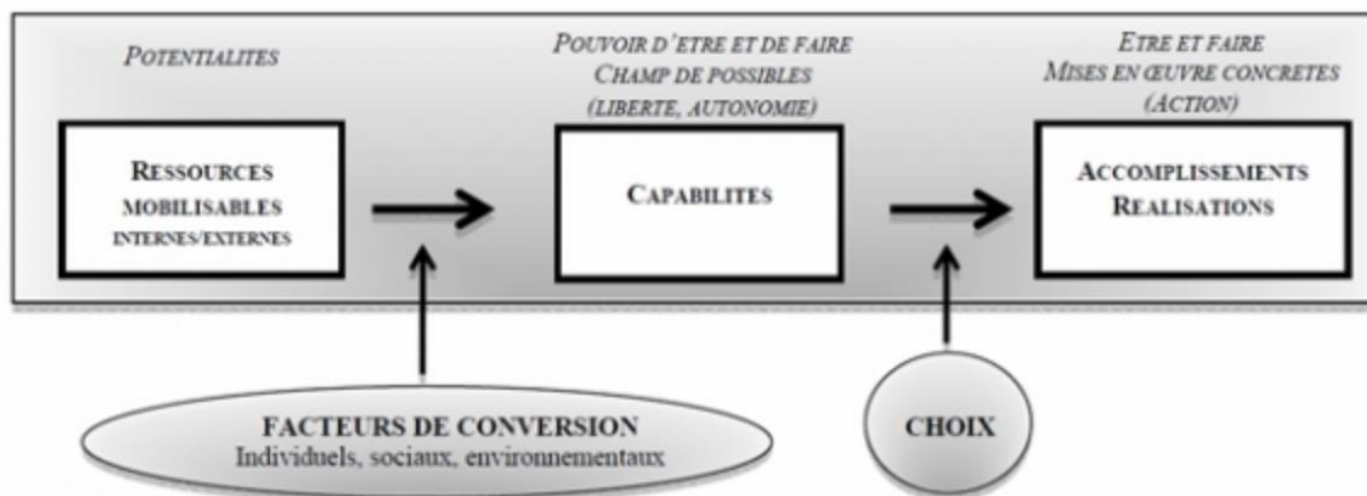 POTENTIALITES
RESSOURCES
MOBILISABLES
INTERNES/EXTERNES
POUVOIR D'ETRE ET DE FAIRE
CHAMP DE POSSIBLES
(LIBERTE, AUTONOMIE)
CAPABILITES
ETRE ET FAIRE
MISES EN ŒUVRE CONCRETES
(ACTION)
ACCOMPLISSEMENTS
REALISATIONS
FACTEURS DE CONVERSION
Individuels, sociaux, environnementaux
CHOIX